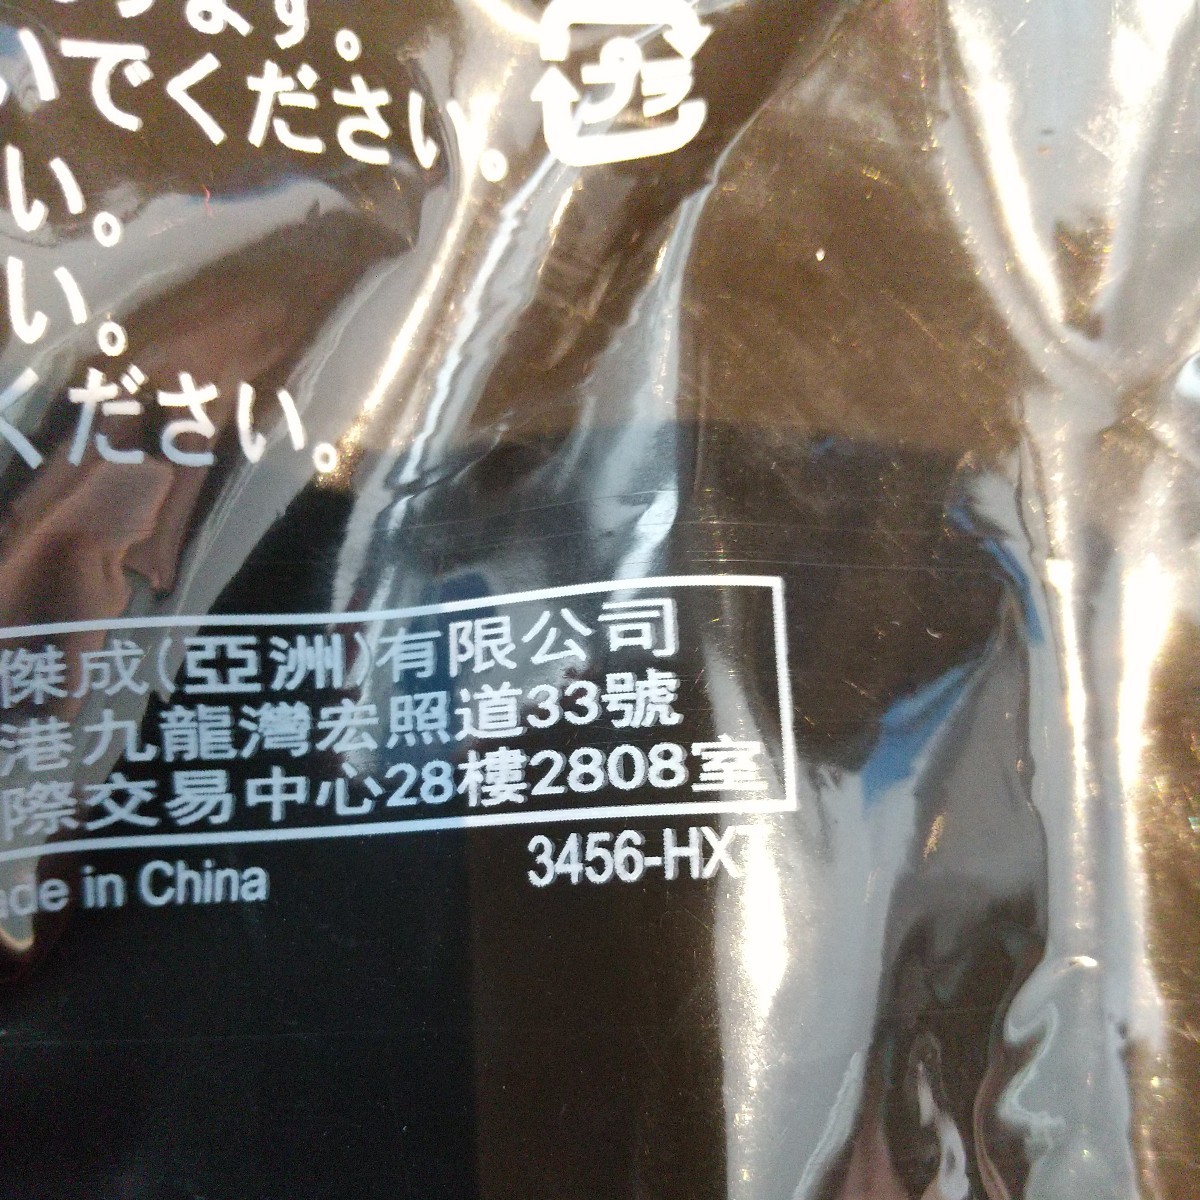 ります。
いでください。
プラ
い。
い。
ください。
傑成(亞洲)有限公司
港九龍灣宏照道33號
際交易中心28樓2808室
ade in China
3456-HX